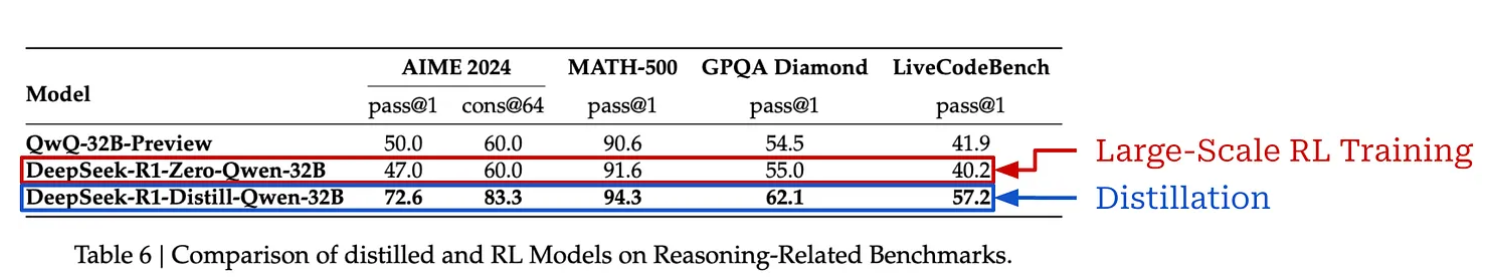 AIME 2024 MATH-500 GPQA Diamond LiveCodeBench
Model
pass@1 cons@64 pass@1 pass@1 pass@1
QwQ-32B-Preview 50.0 60.0 90.6 54.5 41.9
DeepSeek-R1-Zero-Qwen-32B 47.0 60.0 91.6 55.0 40.2
Large-Scale RL Training
DeepSeek-R1-Distill-Qwen-32B 72.6 83.3 94.3 62.1 57.2
Distillation
Table 6 | Comparison of distilled and RL Models on Reasoning-Related Benchmarks.